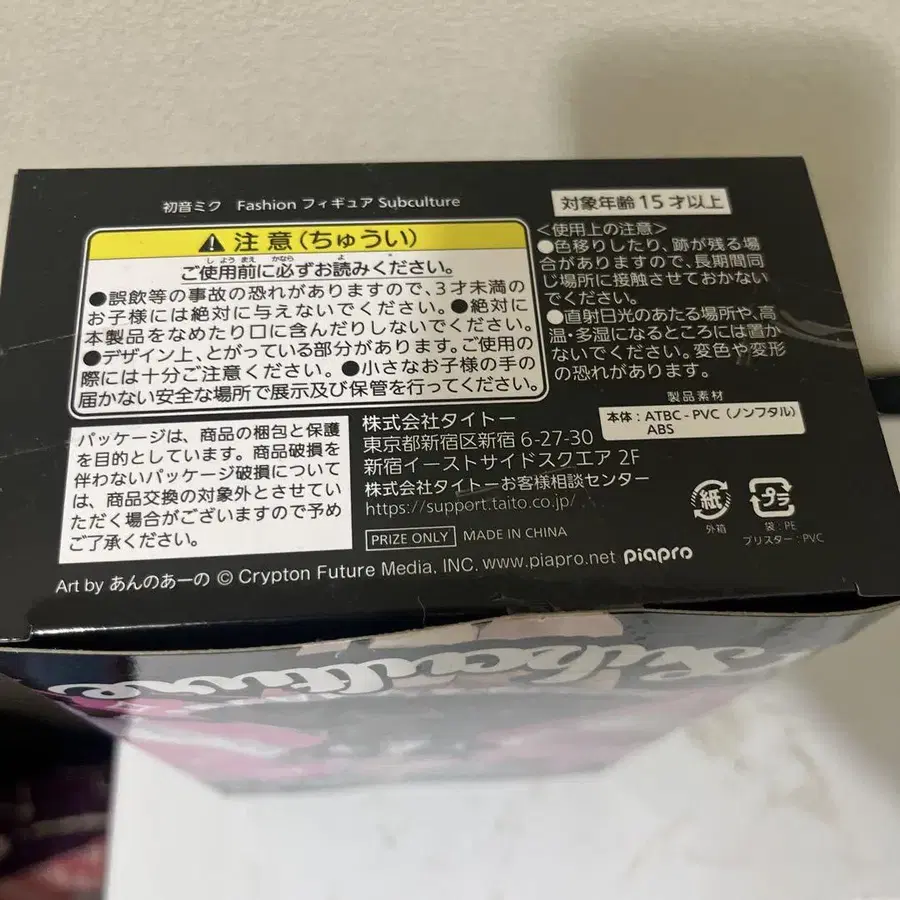 初音ミク Fashion フィギュア Subculture
対象年齢15才以上
注意(ちゅうい)
し よう まえ かなら よ
ご使用前に必ずお読みください。
●誤飲等の事故の恐れがありますので、3才未満の
お子様には絶対に与えないでください。●絶対に
本製品をなめたり口に含んだりしないでください。
●デザイン上、とがっている部分があります。ご使用の
際には十分ご注意ください。●小さなお子様の手の
届かない安全な場所で展示及び保管を行ってください。
<使用上の注意>
●色移りしたり、跡が残る場
合がありますので、長期間同
じ場所に接触させておかない
でください。
●直射日光のあたる場所や、高
温・多湿になるところには置か
ないでください。変色や変形
の恐れがあります。
製品素材
本体:ATBC-PVC(ノンフタル)
ABS
パッケージは、商品の梱包と保護
を目的としています。商品破損を
伴わないパッケージ破損について
は、商品交換の対象外とさせてい
ただく場合がございますので予め
ご了承ください。
株式会社タイトー
東京都新宿区新宿 6-27-30
新宿イーストサイドスクエア 2F
株式会社タイトーお客様相談センター
https://support.taito.co.jp/
PRIZE ONLY MADE IN CHINA
紙
外箱
プラ
袋:PE
ブリスター:PVC
Art by あんのあーの © Crypton Future Media, INC. www.piapro.net piapro
Subculture